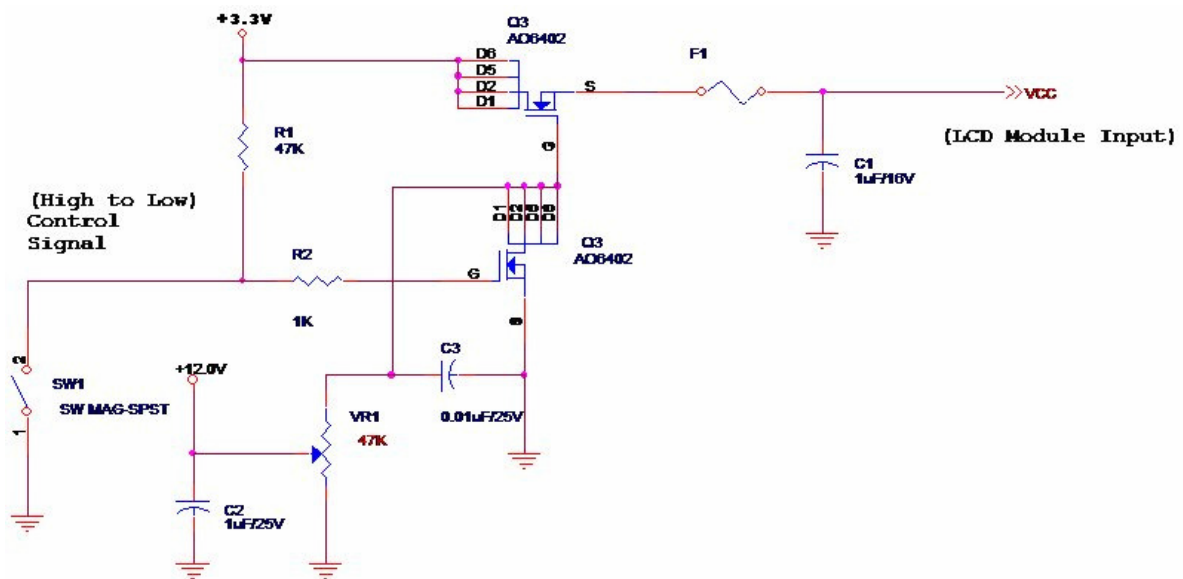 +3.3V
Q3
AO6402
D6
D5
D2
D1
S
G
F1
VCC
(LCD Module Input)
R1
47K
C1
1uF/16V
(High to Low)
Control
Signal
D1
D2
Q3
AO6402
R2
G
1K
S
2
SW1
SW MAG-SPST
1
+12.0V
C3
0.01uF/25V
VR1
47K
C2
1uF/25V